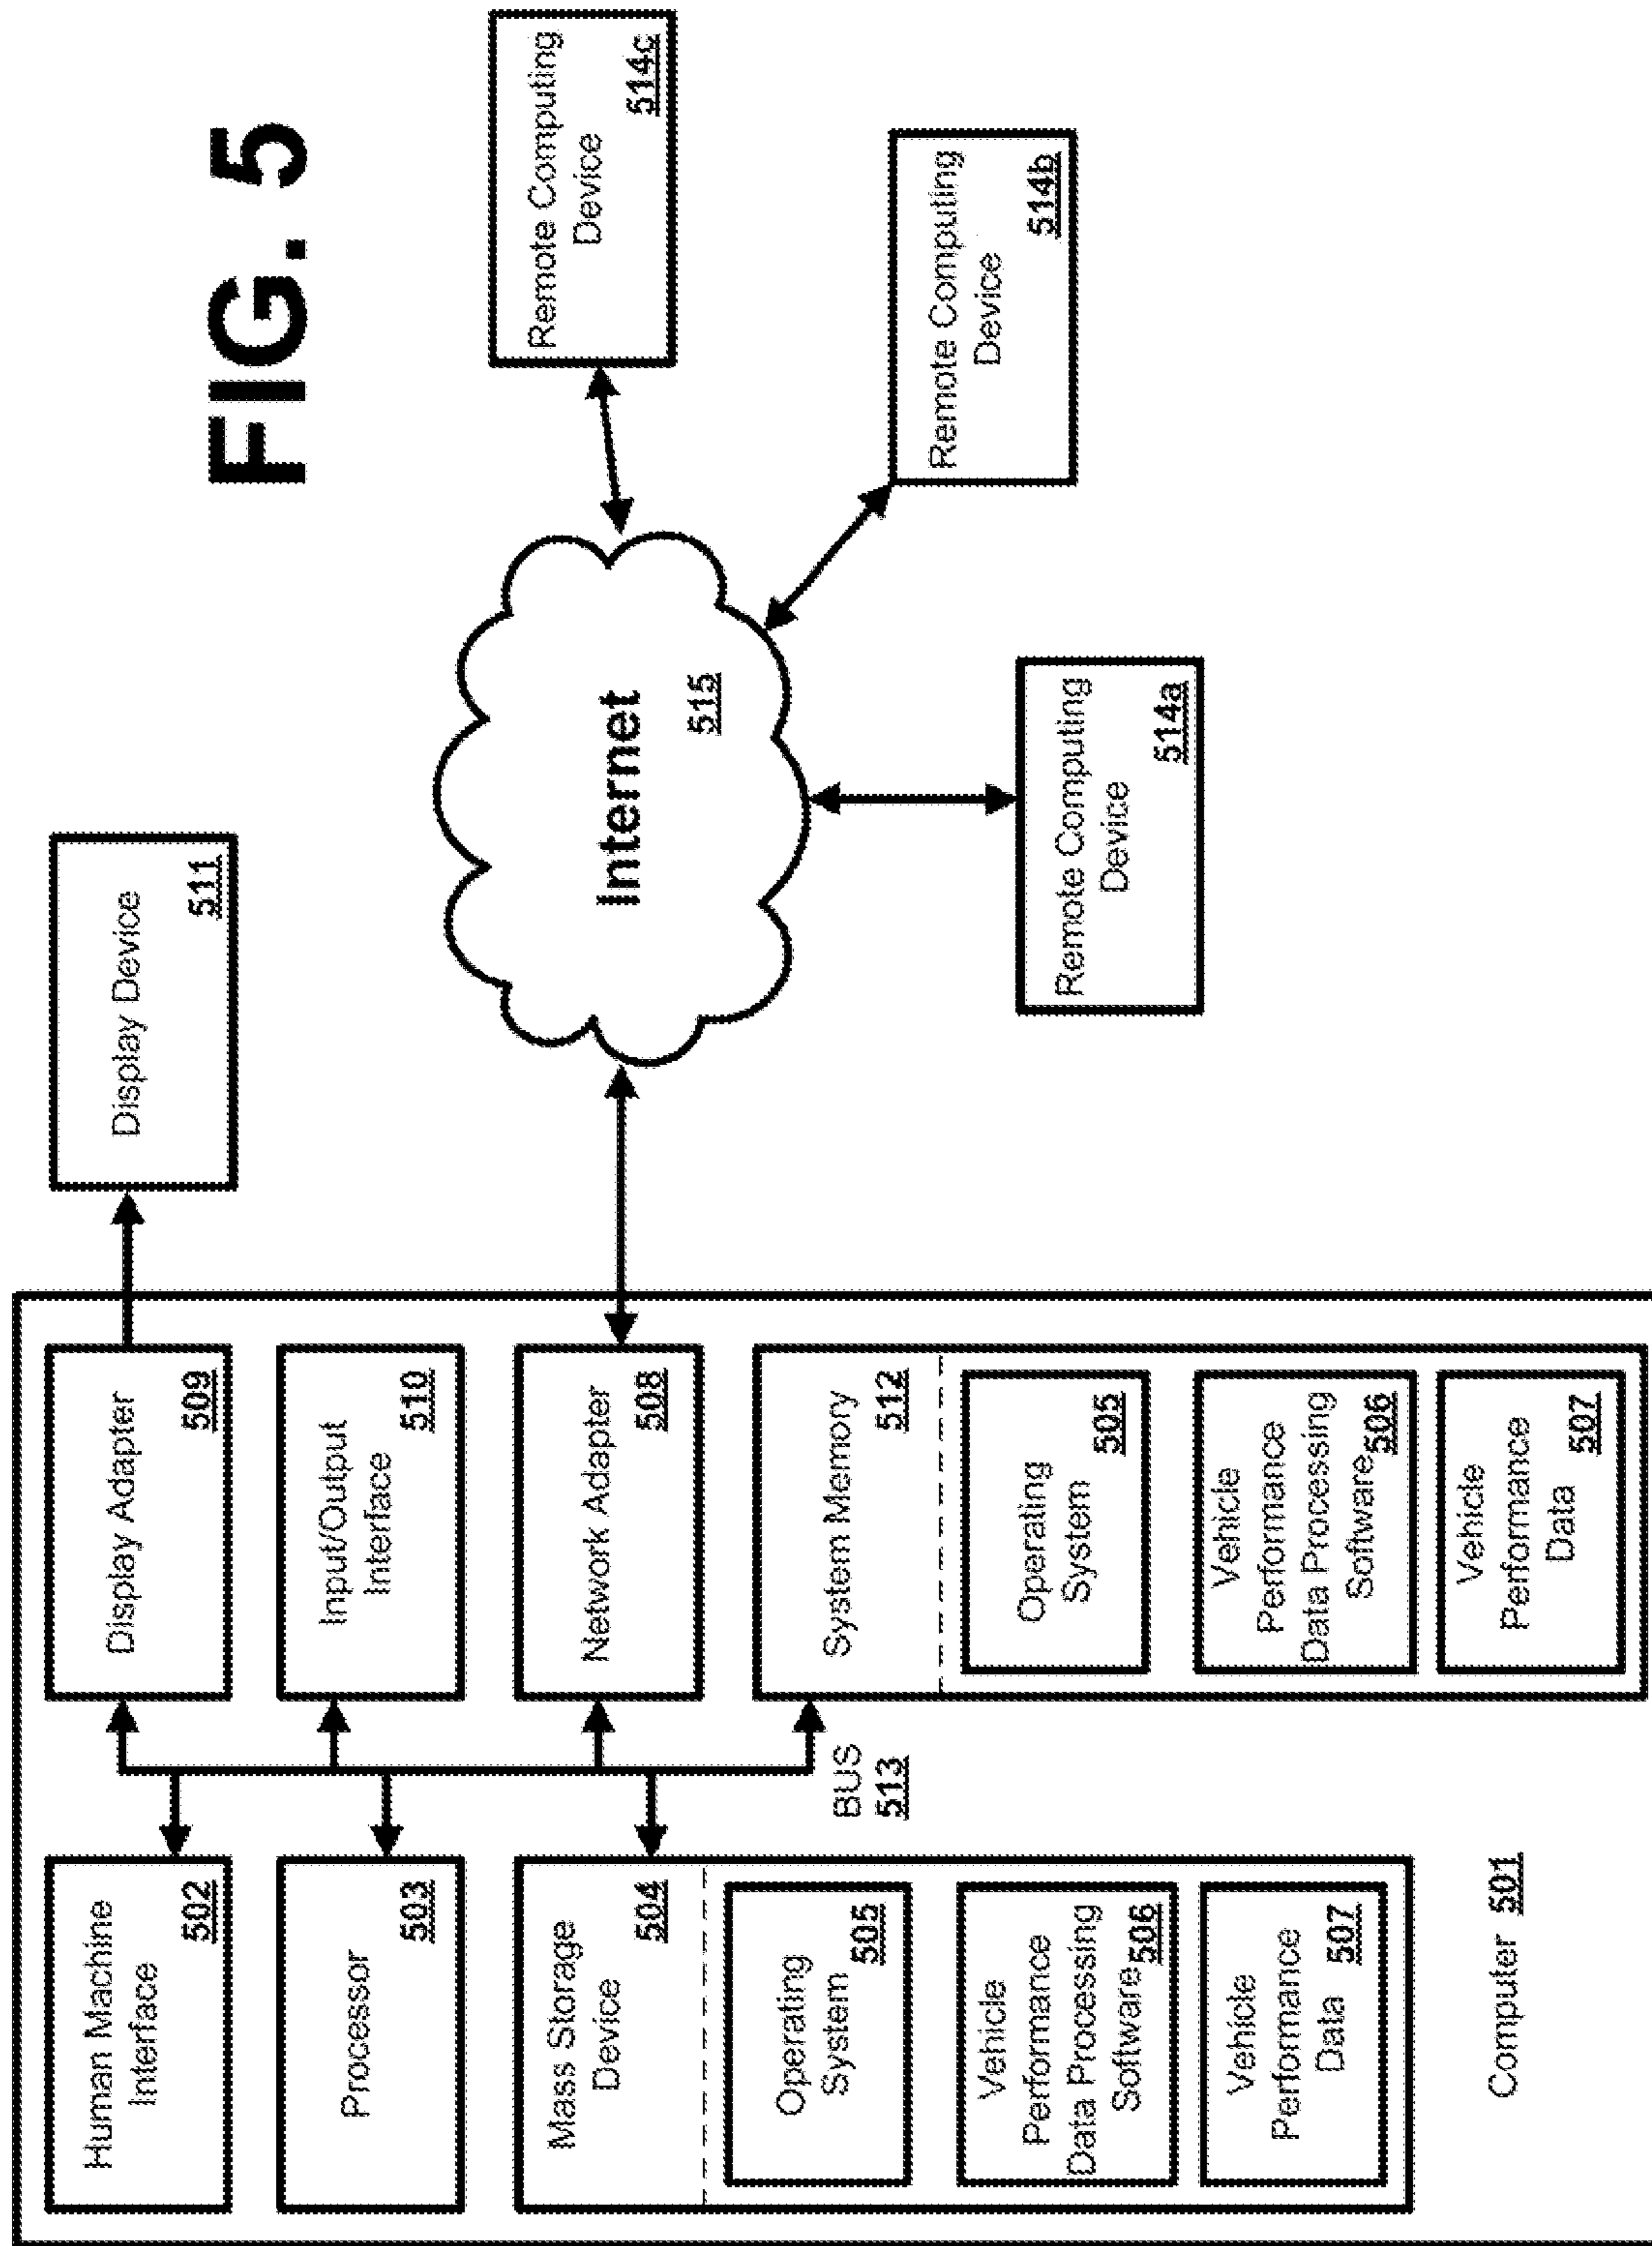 FIG. 5
Human Machine
Interface
502
Processor
503
Mass Storage
Device
504
Operating
System
505
Vehicle
Performance
Data Processing
Software 506
Vehicle
Performance
Data
507
Display Adapter
509
Input/Output
Interface
510
Network Adapter
508
System Memory
512
Operating
System
505
Vehicle
Performance
Data Processing
Software 506
Vehicle
Performance
Data
507
BUS
513
Computer 501
Display Device
511
Internet
515
Remote Computing
Device
514a
Remote Computing
Device
514b
Remote Computing
Device
514c